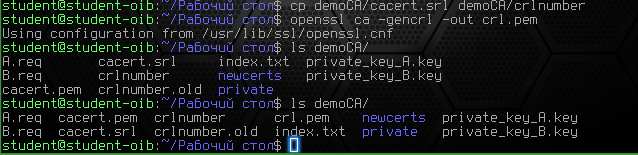 student@student-oib:~/Рабочий стол$ cp demoCA/cacert.srl demoCA/crlnumber
student@student-oib:~/Рабочий стол$ openssl ca -gencrl -out crl.pem
Using configuration from /usr/lib/ssl/openssl.cnf
student@student-oib:~/Рабочий стол$ ls demoCA/
A.req       cacert.srl     index.txt  private_key_A.key
B.req       crlnumber      newcerts   private_key_B.key
cacert.pem  crlnumber.old  private
student@student-oib:~/Рабочий стол$ ls demoCA/
A.req  cacert.pem  crlnumber      crl.pem    newcerts  private_key_A.key
B.req  cacert.srl  crlnumber.old  index.txt  private   private_key_B.key
student@student-oib:~/Рабочий стол$